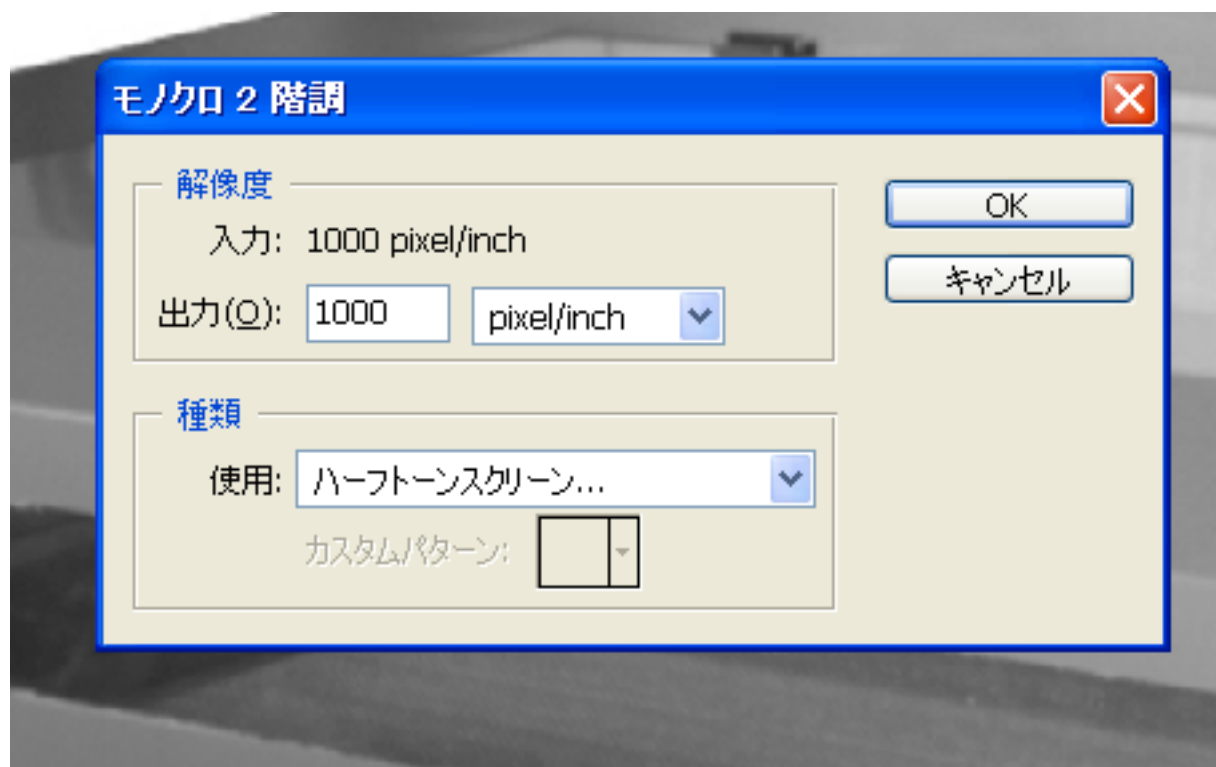 モノクロ 2 階調
解像度
入力: 1000 pixel/inch
出力(O): 1000 pixel/inch
OK
キャンセル
種類
使用: ハーフトーンスクリーン...
カスタムパターン: